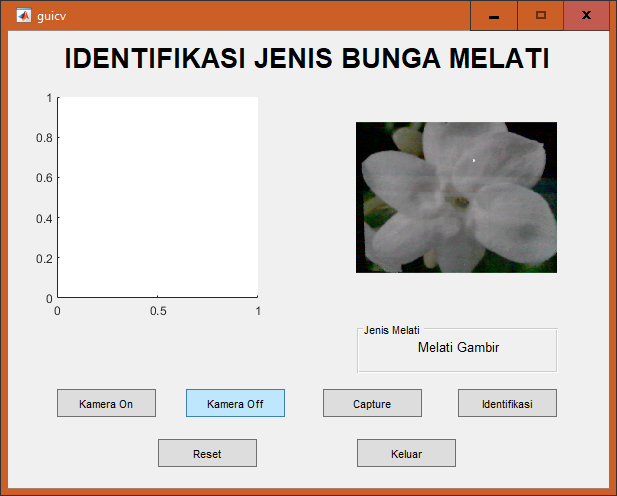 guicv
IDENTIFIKASI JENIS BUNGA MELATI
1
0.8
0.6
0.4
0.2
0
0 0.5 1
Jenis Melati
Melati Gambir
Kamera On Kamera Off Capture Identifikasi
Reset Keluar